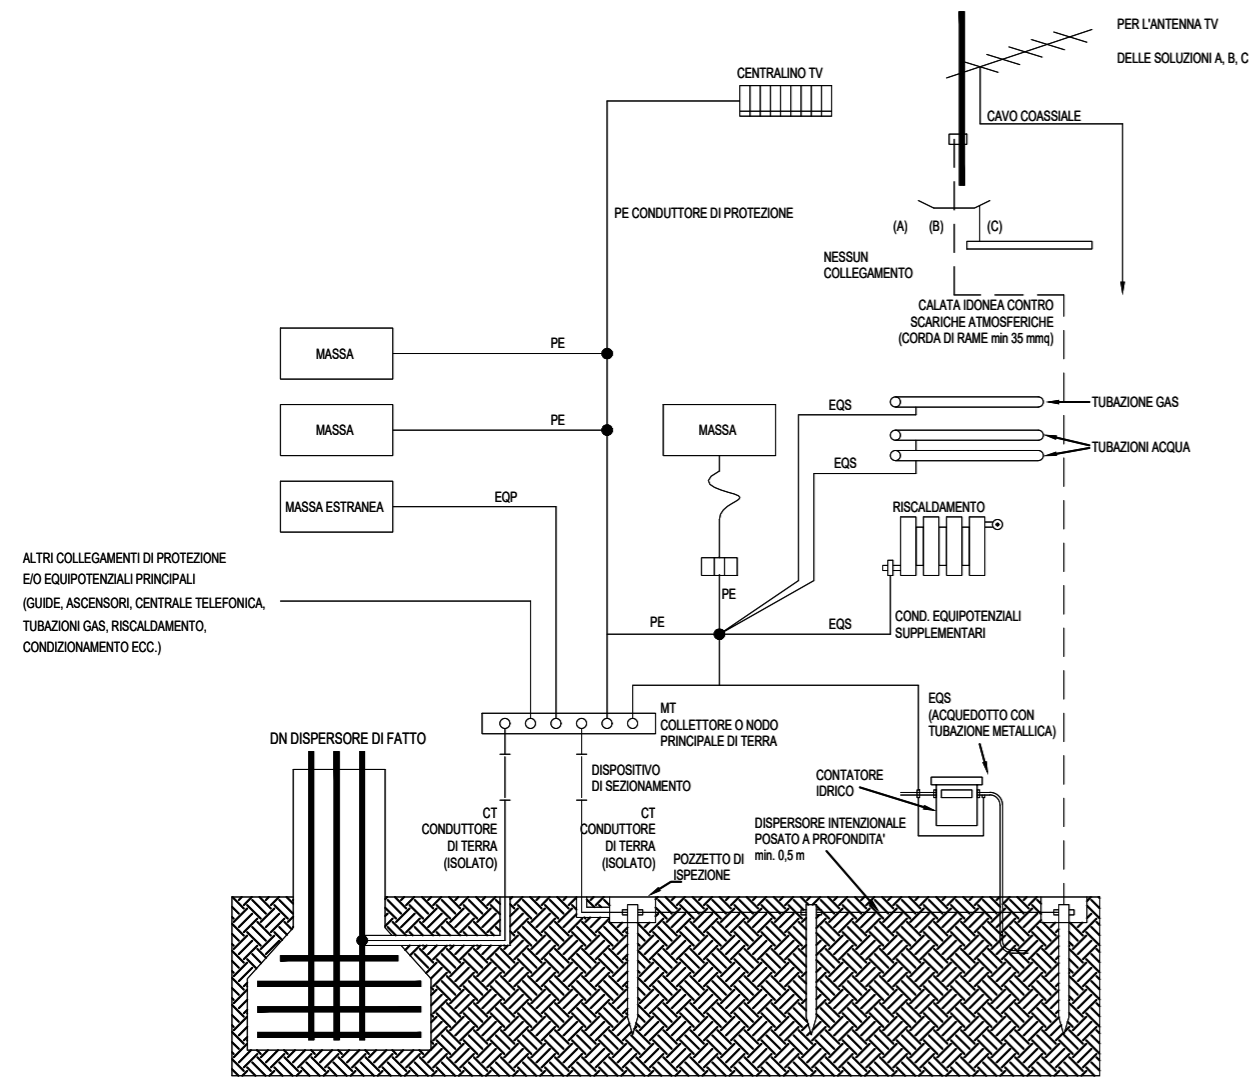 PER L'ANTENNA TV
DELLE SOLUZIONI A, B, C
CENTRALINO TV
CAVO COASSIALE
PE CONDUTTORE DI PROTEZIONE
(A)
(B)
(C)
NESSUN
COLLEGAMENTO
CALATA IDONEA CONTRO
SCARICHE ATMOSFERICHE
(CORDA DI RAME min 35 mmq)
MASSA
PE
MASSA
PE
MASSA
EQS
TUBAZIONE GAS
TUBAZIONI ACQUA
EQS
MASSA ESTRANEA
EQP
RISCALDAMENTO
ALTRI COLLEGAMENTI DI PROTEZIONE
E/O EQUIPOTENZIALI PRINCIPALI
(GUIDE, ASCENSORI, CENTRALE TELEFONICA,
TUBAZIONI GAS, RISCALDAMENTO,
CONDIZIONAMENTO ECC.)
PE
PE
EQS
COND. EQUIPOTENZIALI
SUPPLEMENTARI
MT
COLLETTORE O NODO
PRINCIPALE DI TERRA
EQS
(ACQUEDOTTO CON
TUBAZIONE METALLICA)
DN DISPERSORE DI FATTO
DISPOSITIVO
DI SEZIONAMENTO
CONTATORE
IDRICO
CT
CONDUTTORE
DI TERRA
(ISOLATO)
CT
CONDUTTORE
DI TERRA
(ISOLATO)
DISPERSORE INTENZIONALE
POSATO A PROFONDITA'
min. 0,5 m
POZZETTO DI
ISPEZIONE